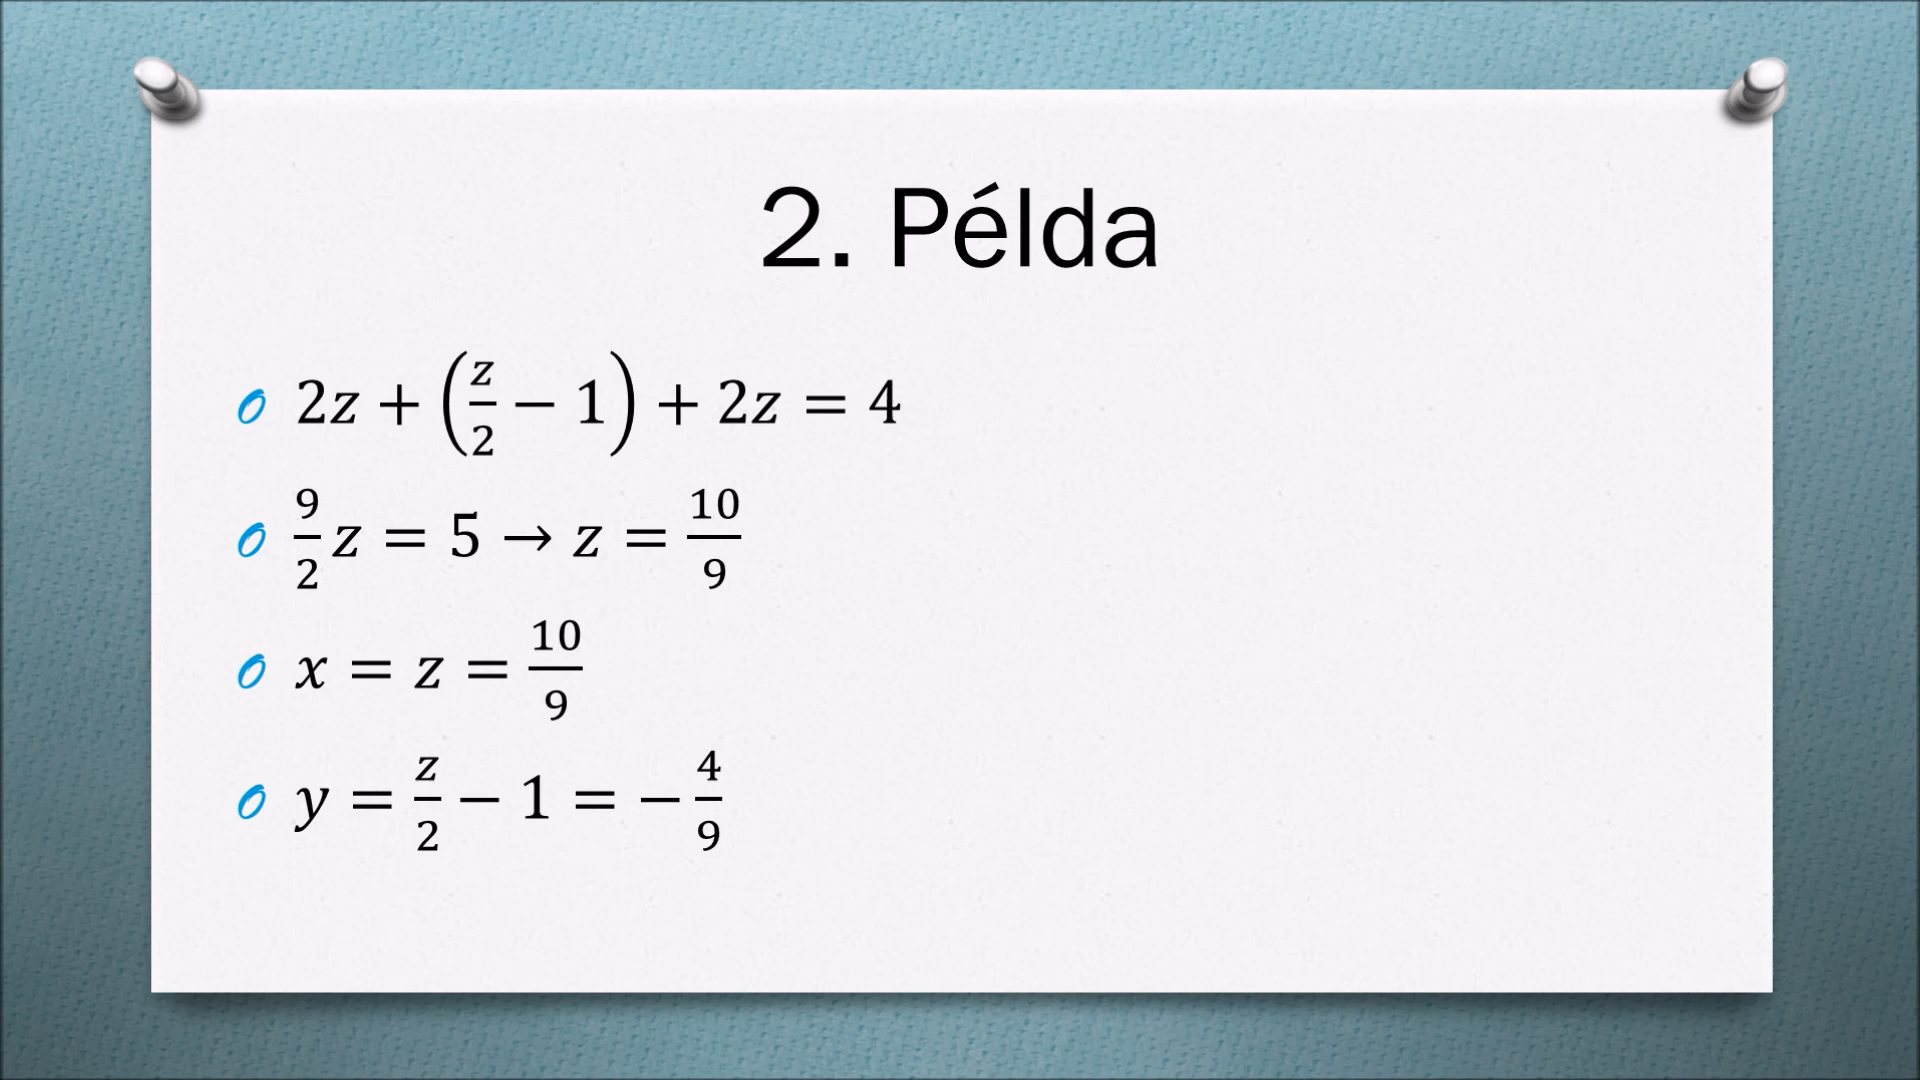 2. Példa
2z + (z/2 − 1) + 2z = 4
9/2 z = 5 → z = 10/9
x = z = 10/9
y = z/2 − 1 = − 4/9